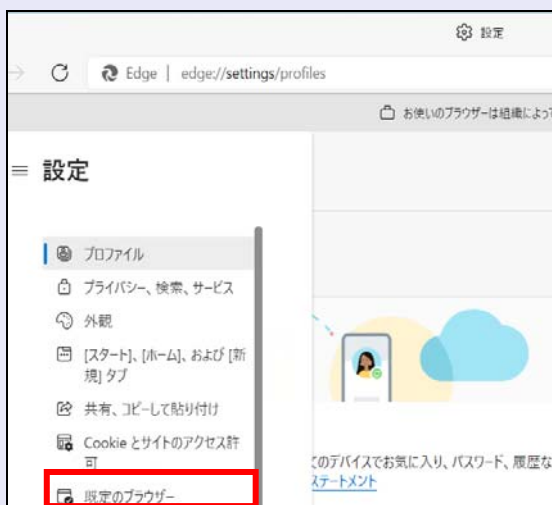 設定
Edge | edge://settings/profiles
お使いのブラウザーは組織によって
設定
プロファイル
プライバシー、検索、サービス
外観
[スタート]、[ホーム]、および [新
規] タブ
共有、コピーして貼り付け
Cookie とサイトのアクセス許
可
既定のブラウザー
のデバイスでお気に入り、パスワード、履歴な
ステートメント